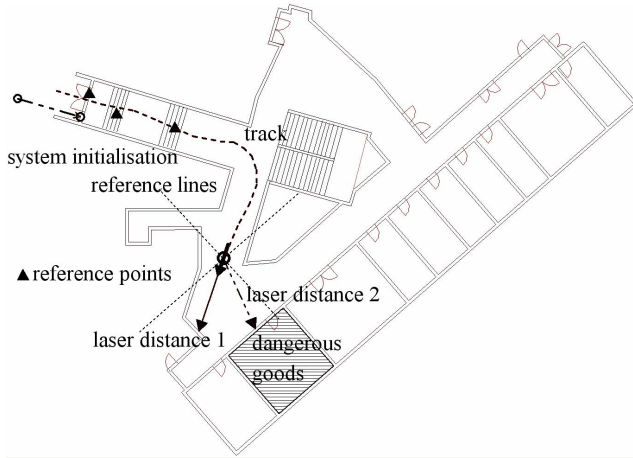 track
system initialisation
reference lines
reference points
laser distance 2
laser distance 1
dangerous
goods